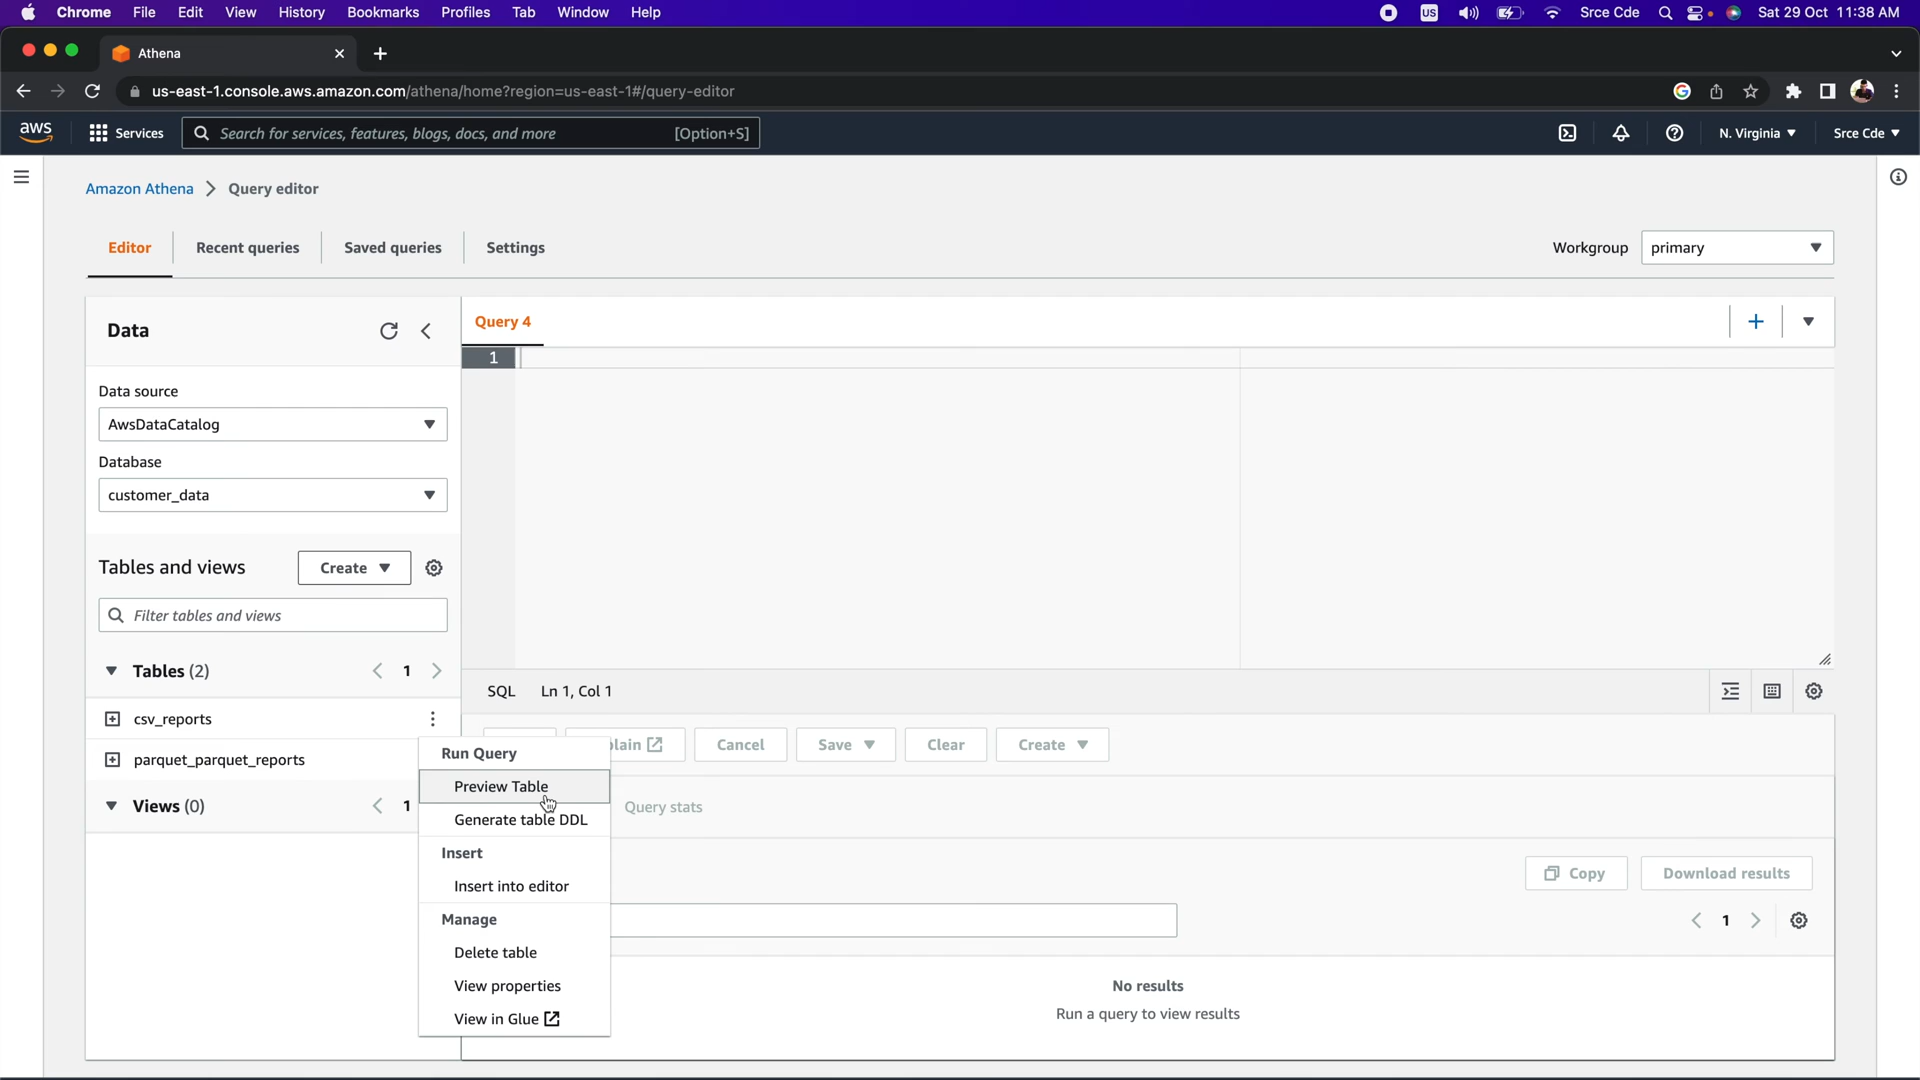 Chrome File Edit View History Bookmarks Profiles Tab Window Help US Srce Cde Sat 29 Oct 11:38 AM
Athena
us-east-1.console.aws.amazon.com/athena/home?region=us-east-1#/query-editor
aws Services Search for services, features, blogs, docs, and more [Option+S] N. Virginia Srce Cde
Amazon Athena Query editor
Editor Recent queries Saved queries Settings Workgroup primary
Data Query 4
1
Data source
AwsDataCatalog
Database
customer_data
Tables and views Create
Filter tables and views
Tables (2) 1
SQL Ln 1, Col 1
csv_reports
parquet_parquet_reports
Views (0) 1
Run Query
Preview Table
Generate table DDL
Insert
Insert into editor
Manage
Delete table
View properties
View in Glue
lain Cancel Save Clear Create
Query stats
Copy Download results
1
No results
Run a query to view results